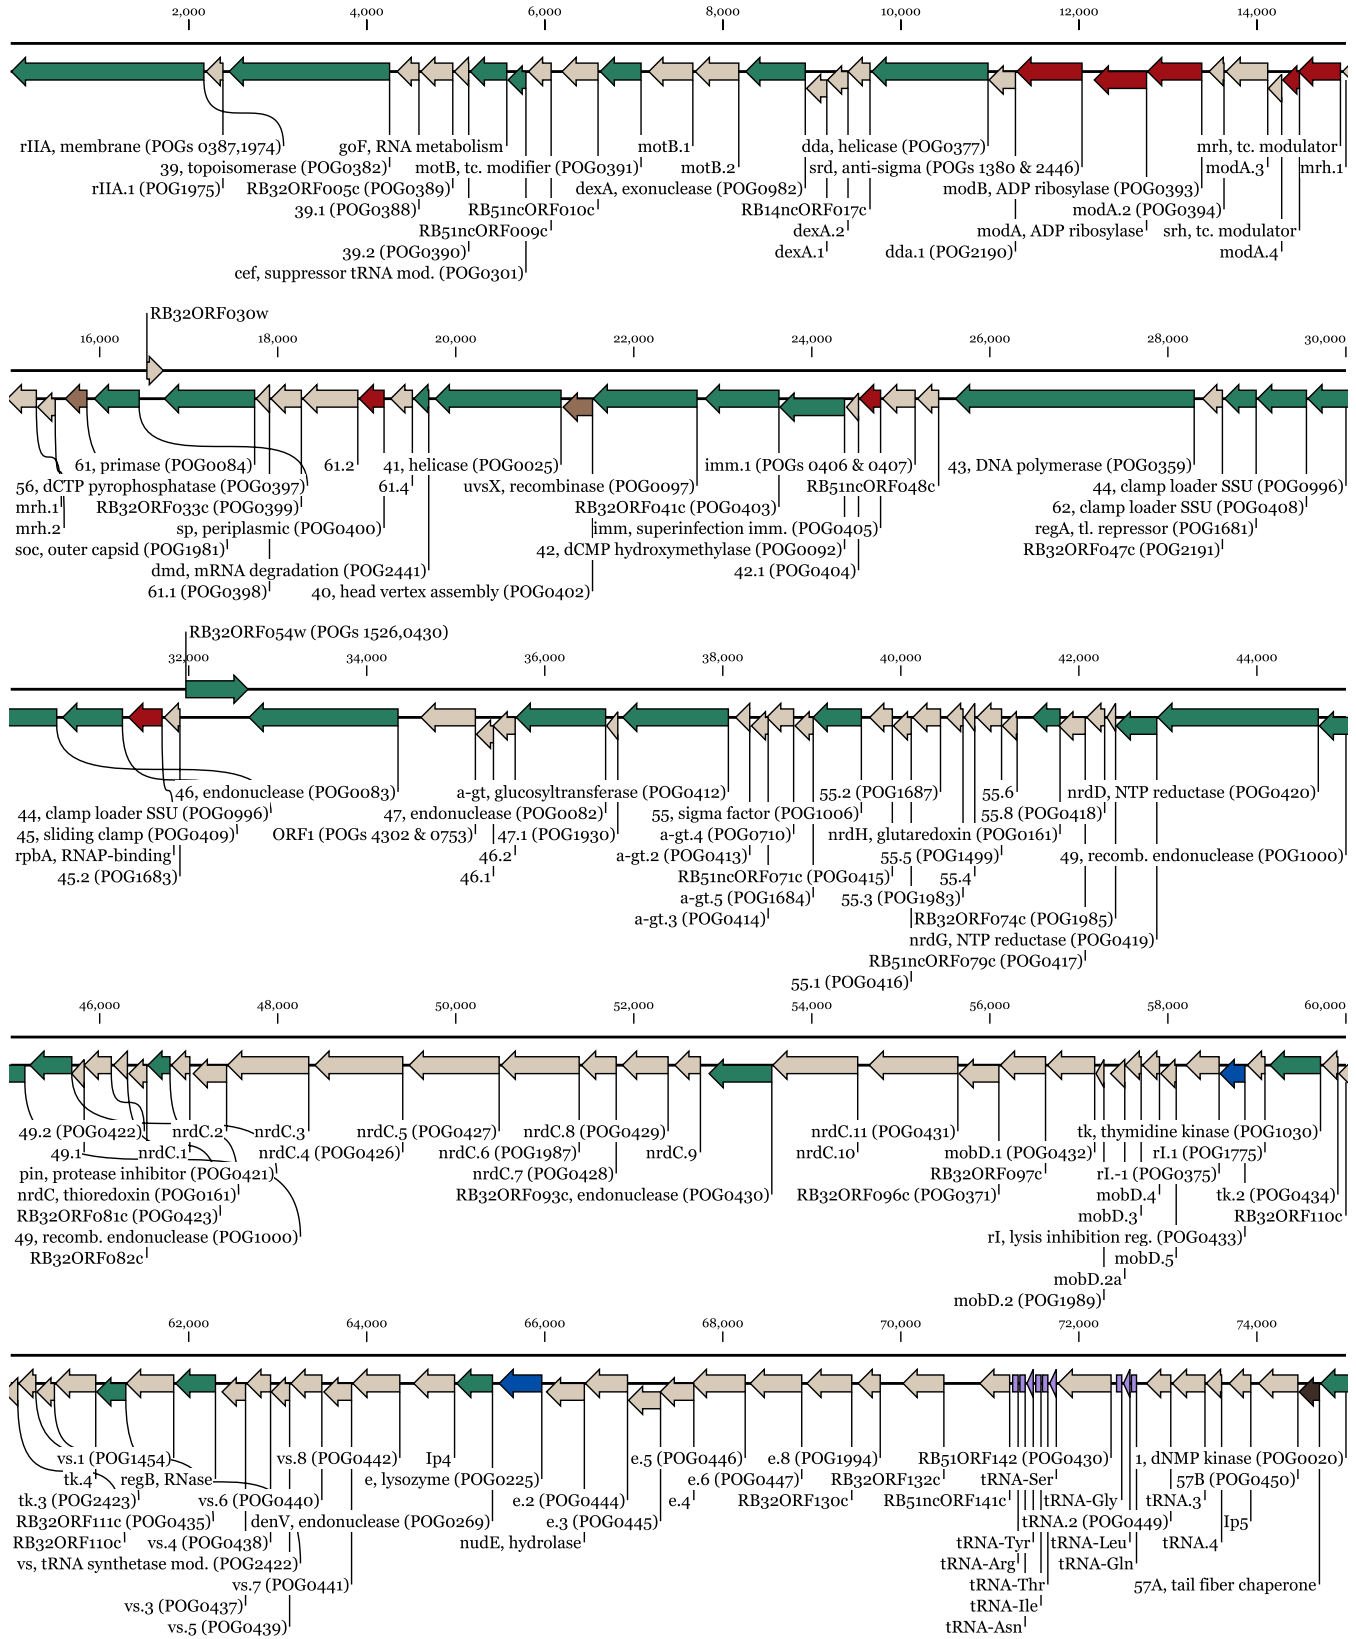 2,000 4,000 6,000 8,000 10,000 12,000 14,000
rIIA, membrane (POGs 0387,1974) goF, RNA metabolism motB.1 dda, helicase (POG0377) mrh, tc. modulator
39, topoisomerase (POG0382) motB, tc. modifier (POG0391) motB.2 srd, anti-sigma (POGs 1380 & 2446) modA.3 mrh.1
rIIA.1 (POG1975) RB32ORF005c (POG0389) dexA, exonuclease (POG0982) modB, ADP ribosylase (POG0393)
39.1 (POG0388) RB51ncORF010c RB14ncORF017c modA.2 (POG0394)
RB51ncORF009c dexA.2 modA, ADP ribosylase srh, tc. modulator
39.2 (POG0390) dexA.1 dda.1 (POG2190) modA.4
cef, suppressor tRNA mod. (POG0301)
RB32ORF030w
16,000 18,000 20,000 22,000 24,000 26,000 28,000 30,000
61, primase (POG0084) 61.2 41, helicase (POG0025) imm.1 (POGs 0406 & 0407) 43, DNA polymerase (POG0359)
56, dCTP pyrophosphatase (POG0397) 61.4 uvsX, recombinase (POG0097) RB51ncORF048c 44, clamp loader SSU (POG0996)
mrh.1 RB32ORF033c (POG0399) RB32ORF041c (POG0403) 62, clamp loader SSU (POG0408)
mrh.2 sp, periplasmic (POG0400) imm, superinfection imm. (POG0405) regA, tl. repressor (POG1681)
soc, outer capsid (POG1981) 42, dCMP hydroxymethylase (POG0092) RB32ORF047c (POG2191)
dmd, mRNA degradation (POG2441) 42.1 (POG0404)
61.1 (POG0398) 40, head vertex assembly (POG0402)
RB32ORF054w (POGs 1526,0430)
32,000 34,000 36,000 38,000 40,000 42,000 44,000
46, endonuclease (POG0083) a-gt, glucosyltransferase (POG0412) 55.2 (POG1687) 55.6 nrdD, NTP reductase (POG0420)
44, clamp loader SSU (POG0996) 47, endonuclease (POG0082) 55, sigma factor (POG1006) 55.8 (POG0418)
45, sliding clamp (POG0409) ORF1 (POGs 4302 & 0753) 47.1 (POG1930) a-gt.4 (POG0710) nrdH, glutaredoxin (POG0161)
rpbA, RNAP-binding 46.2 a-gt.2 (POG0413) 55.5 (POG1499) 49, recomb. endonuclease (POG1000)
45.2 (POG1683) 46.1 RB51ncORF071c (POG0415) 55.4
a-gt.5 (POG1684) 55.3 (POG1983)
a-gt.3 (POG0414) RB32ORF074c (POG1985)
nrdG, NTP reductase (POG0419)
RB51ncORF079c (POG0417)
55.1 (POG0416)
46,000 48,000 50,000 52,000 54,000 56,000 58,000 60,000
49.2 (POG0422) nrdC.2 nrdC.3 nrdC.5 (POG0427) nrdC.8 (POG0429) nrdC.11 (POG0431) tk, thymidine kinase (POG1030)
49.1 nrdC.1 nrdC.4 (POG0426) nrdC.6 (POG1987) nrdC.9 nrdC.10 mobD.1 (POG0432) rI.1 (POG1775)
pin, protease inhibitor (POG0421) nrdC.7 (POG0428) RB32ORF097c rI.-1 (POG0375)
nrdC, thioredoxin (POG0161) RB32ORF093c, endonuclease (POG0430) RB32ORF096c (POG0371) mobD.4 tk.2 (POG0434)
RB32ORF081c (POG0423) mobD.3 RB32ORF110c
49, recomb. endonuclease (POG1000) rI, lysis inhibition reg. (POG0433)
RB32ORF082c mobD.5
mobD.2a
mobD.2 (POG1989)
62,000 64,000 66,000 68,000 70,000 72,000 74,000
vs.1 (POG1454) vs.8 (POG0442) Ip4 e.5 (POG0446) e.8 (POG1994) RB51ORF142 (POG0430) 1, dNMP kinase (POG0020)
tk.4 regB, RNase e, lysozyme (POG0225) e.6 (POG0447) RB32ORF132c tRNA-Ser 57B (POG0450)
tk.3 (POG2423) vs.6 (POG0440) e.2 (POG0444) e.4 RB32ORF130c RB51ncORF141c tRNA-Gly tRNA.3
RB32ORF111c (POG0435) denV, endonuclease (POG0269) e.3 (POG0445) tRNA.2 (POG0449) Ip5
RB32ORF110c vs.4 (POG0438) nudE, hydrolase tRNA-Tyr tRNA-Leu tRNA.4
vs, tRNA synthetase mod. (POG2422) tRNA-Arg tRNA-Gln
vs.7 (POG0441) tRNA-Thr 57A, tail fiber chaperone
vs.3 (POG0437) tRNA-Ile
vs.5 (POG0439) tRNA-Asn